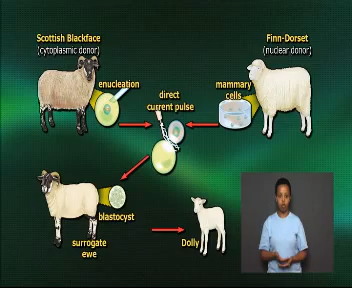 Scottish Blackface
(cytoplasmic donor)
Finn-Dorset
(nuclear donor)
enucleation
direct
current pulse
mammary
cells
blastocyst
surrogate
ewe
Dolly